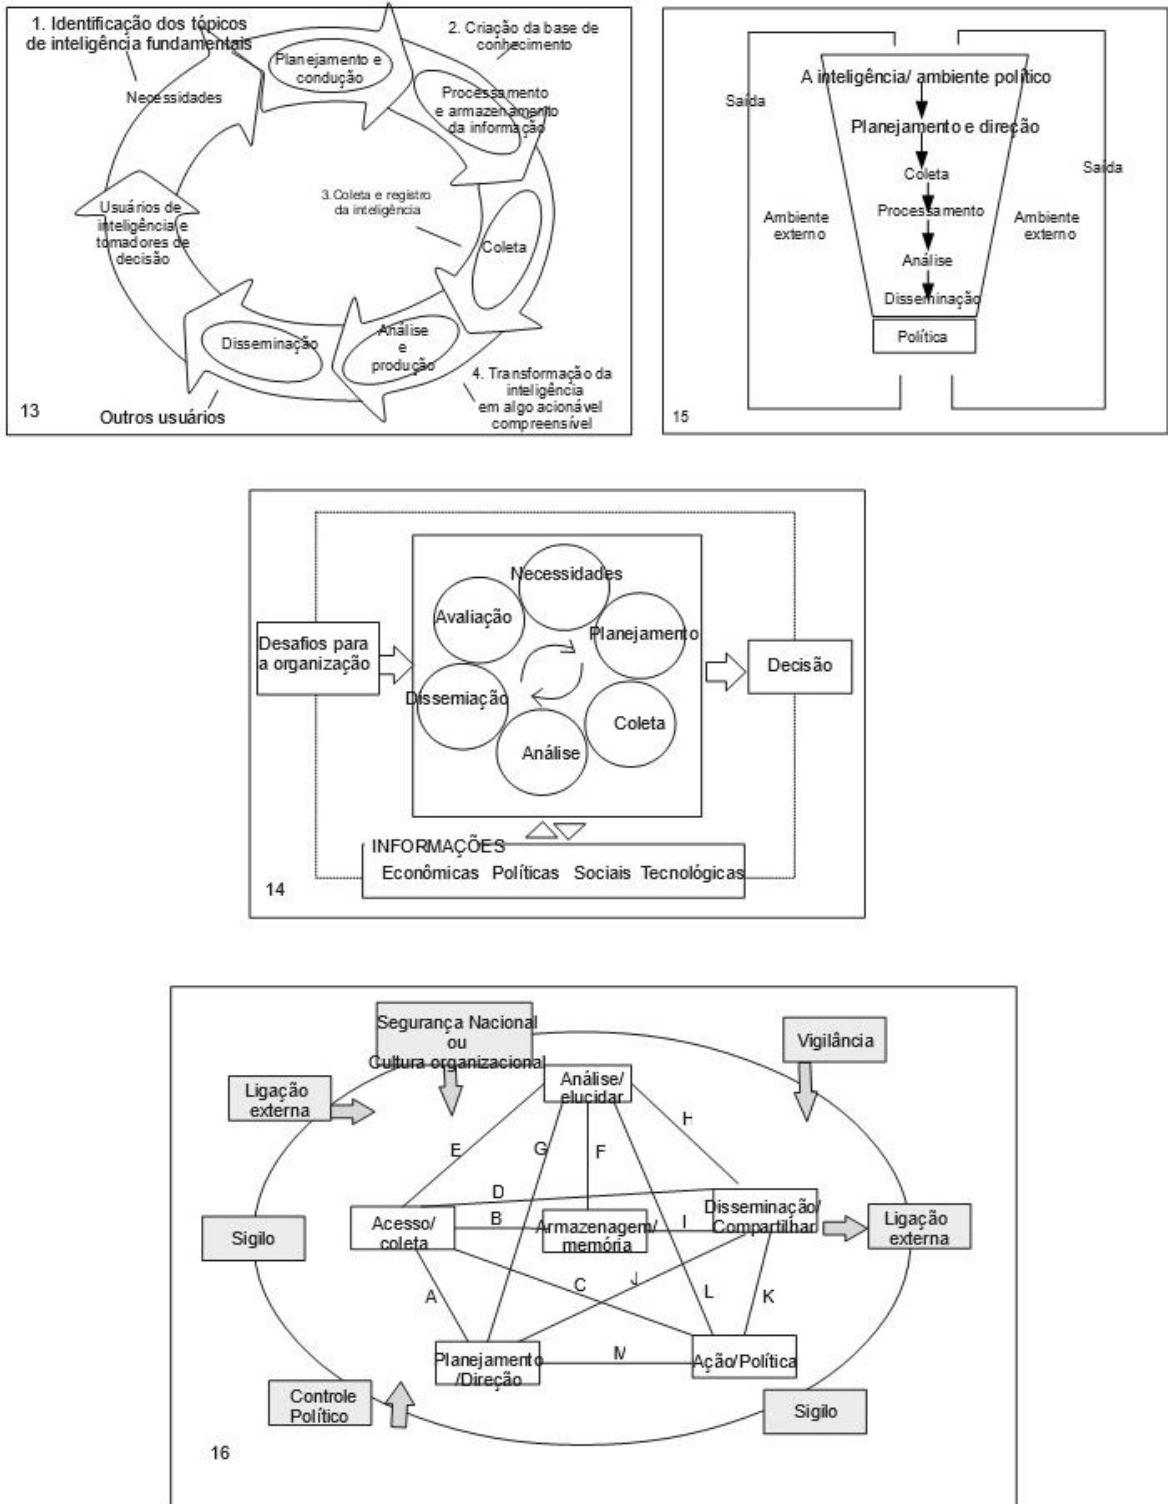 1. Identificação dos tópicos
de inteligência fundamentais
2. Criação da base de
conhecimento
Planejamento e
condução
Necessidades
Processamento
e armazenamento
da informação
3.Coleta e registro
da inteligência
Usuários de
inteligência e
tomadores de
decisão
Coleta
Disseminação
Análise
e
produção
4. Transformação da
inteligência
em algo acionável
compreensível
13
Outros usuários
A inteligência/ ambiente político
Saída
Planejamento e direção
Saída
Coleta
Processamento
Ambiente
externo
Ambiente
externo
Análise
Disseminação
Política
15
Necessidades
Avaliação
Planejamento
Desafios para
a organização
Decisão
Dissemiação
Coleta
Análise
INFORMAÇÕES
Econômicas Políticas Sociais Tecnológicas
14
Segurança Nacional
ou
Cultura organizacional
Vigilância
Ligação
externa
Análise/
elucidar
H
E
G
F
D
Acesso/
coleta
B
Armazenagem/
memória
I
Disseminação/
Compartilhar
Ligação
externa
Sigilo
C
J
A
L
K
Planejamento
/Direção
M
Ação/Política
Controle
Político
Sigilo
16